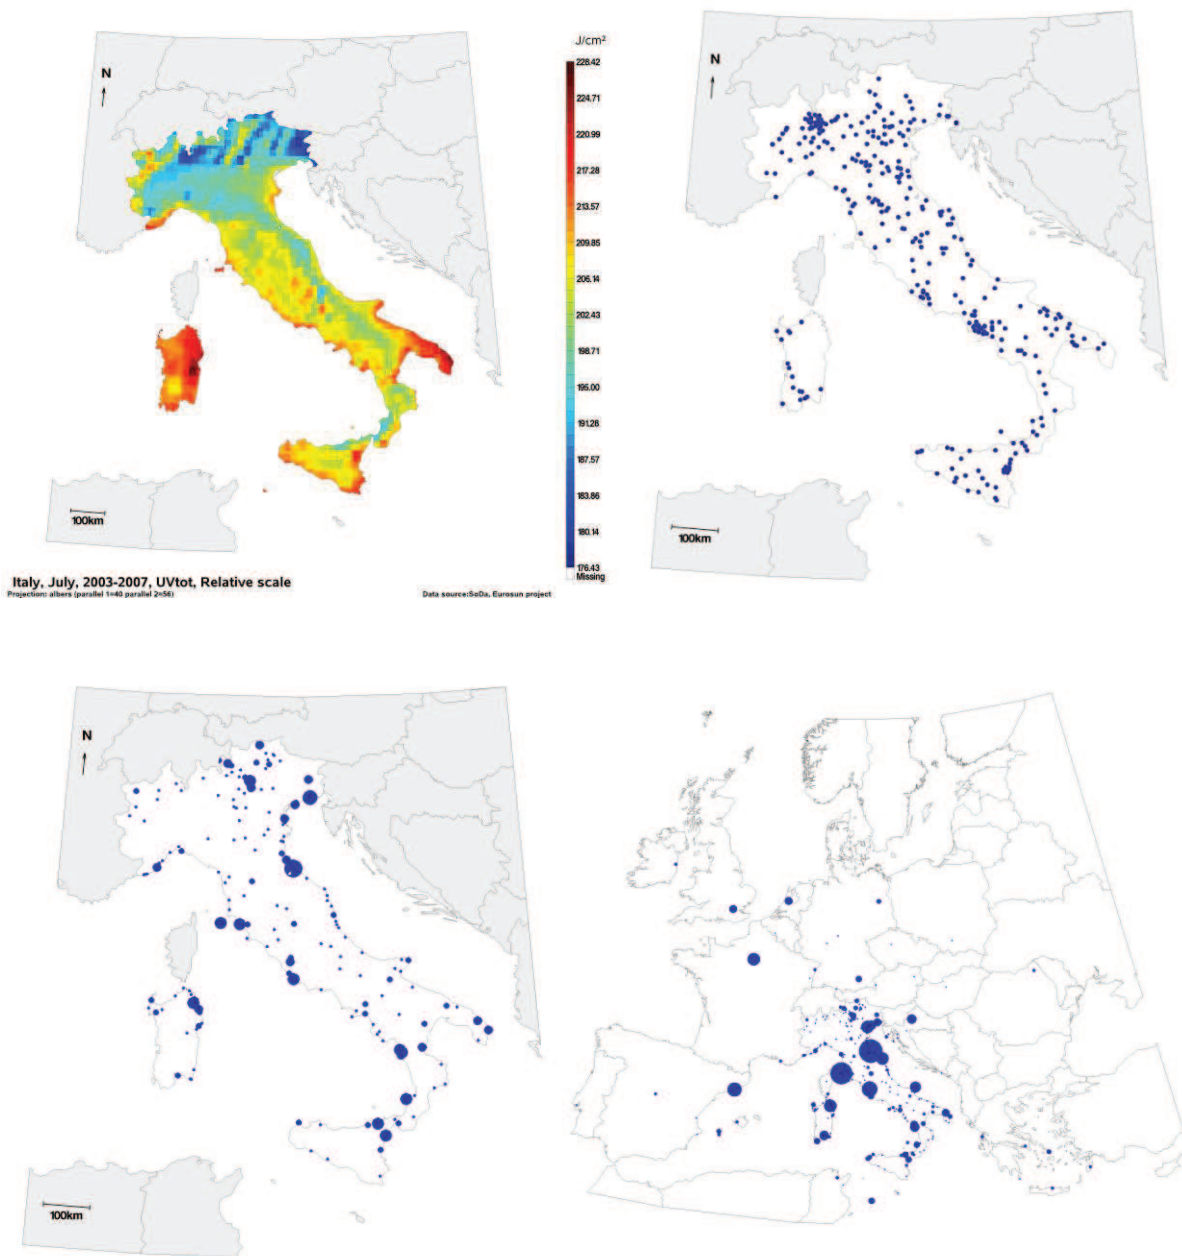 J/cm²
N
228.42
224.71
220.99
217.28
213.57
209.85
206.14
202.43
198.71
195.00
191.28
187.57
183.86
180.14
176.43
Missing
100km
Italy, July, 2003-2007, UVtot, Relative scale
Projection: albers (parallel 1=40 parallel 2=56)
Data source:SoDa, Eurosun project
N
100km
N
100km